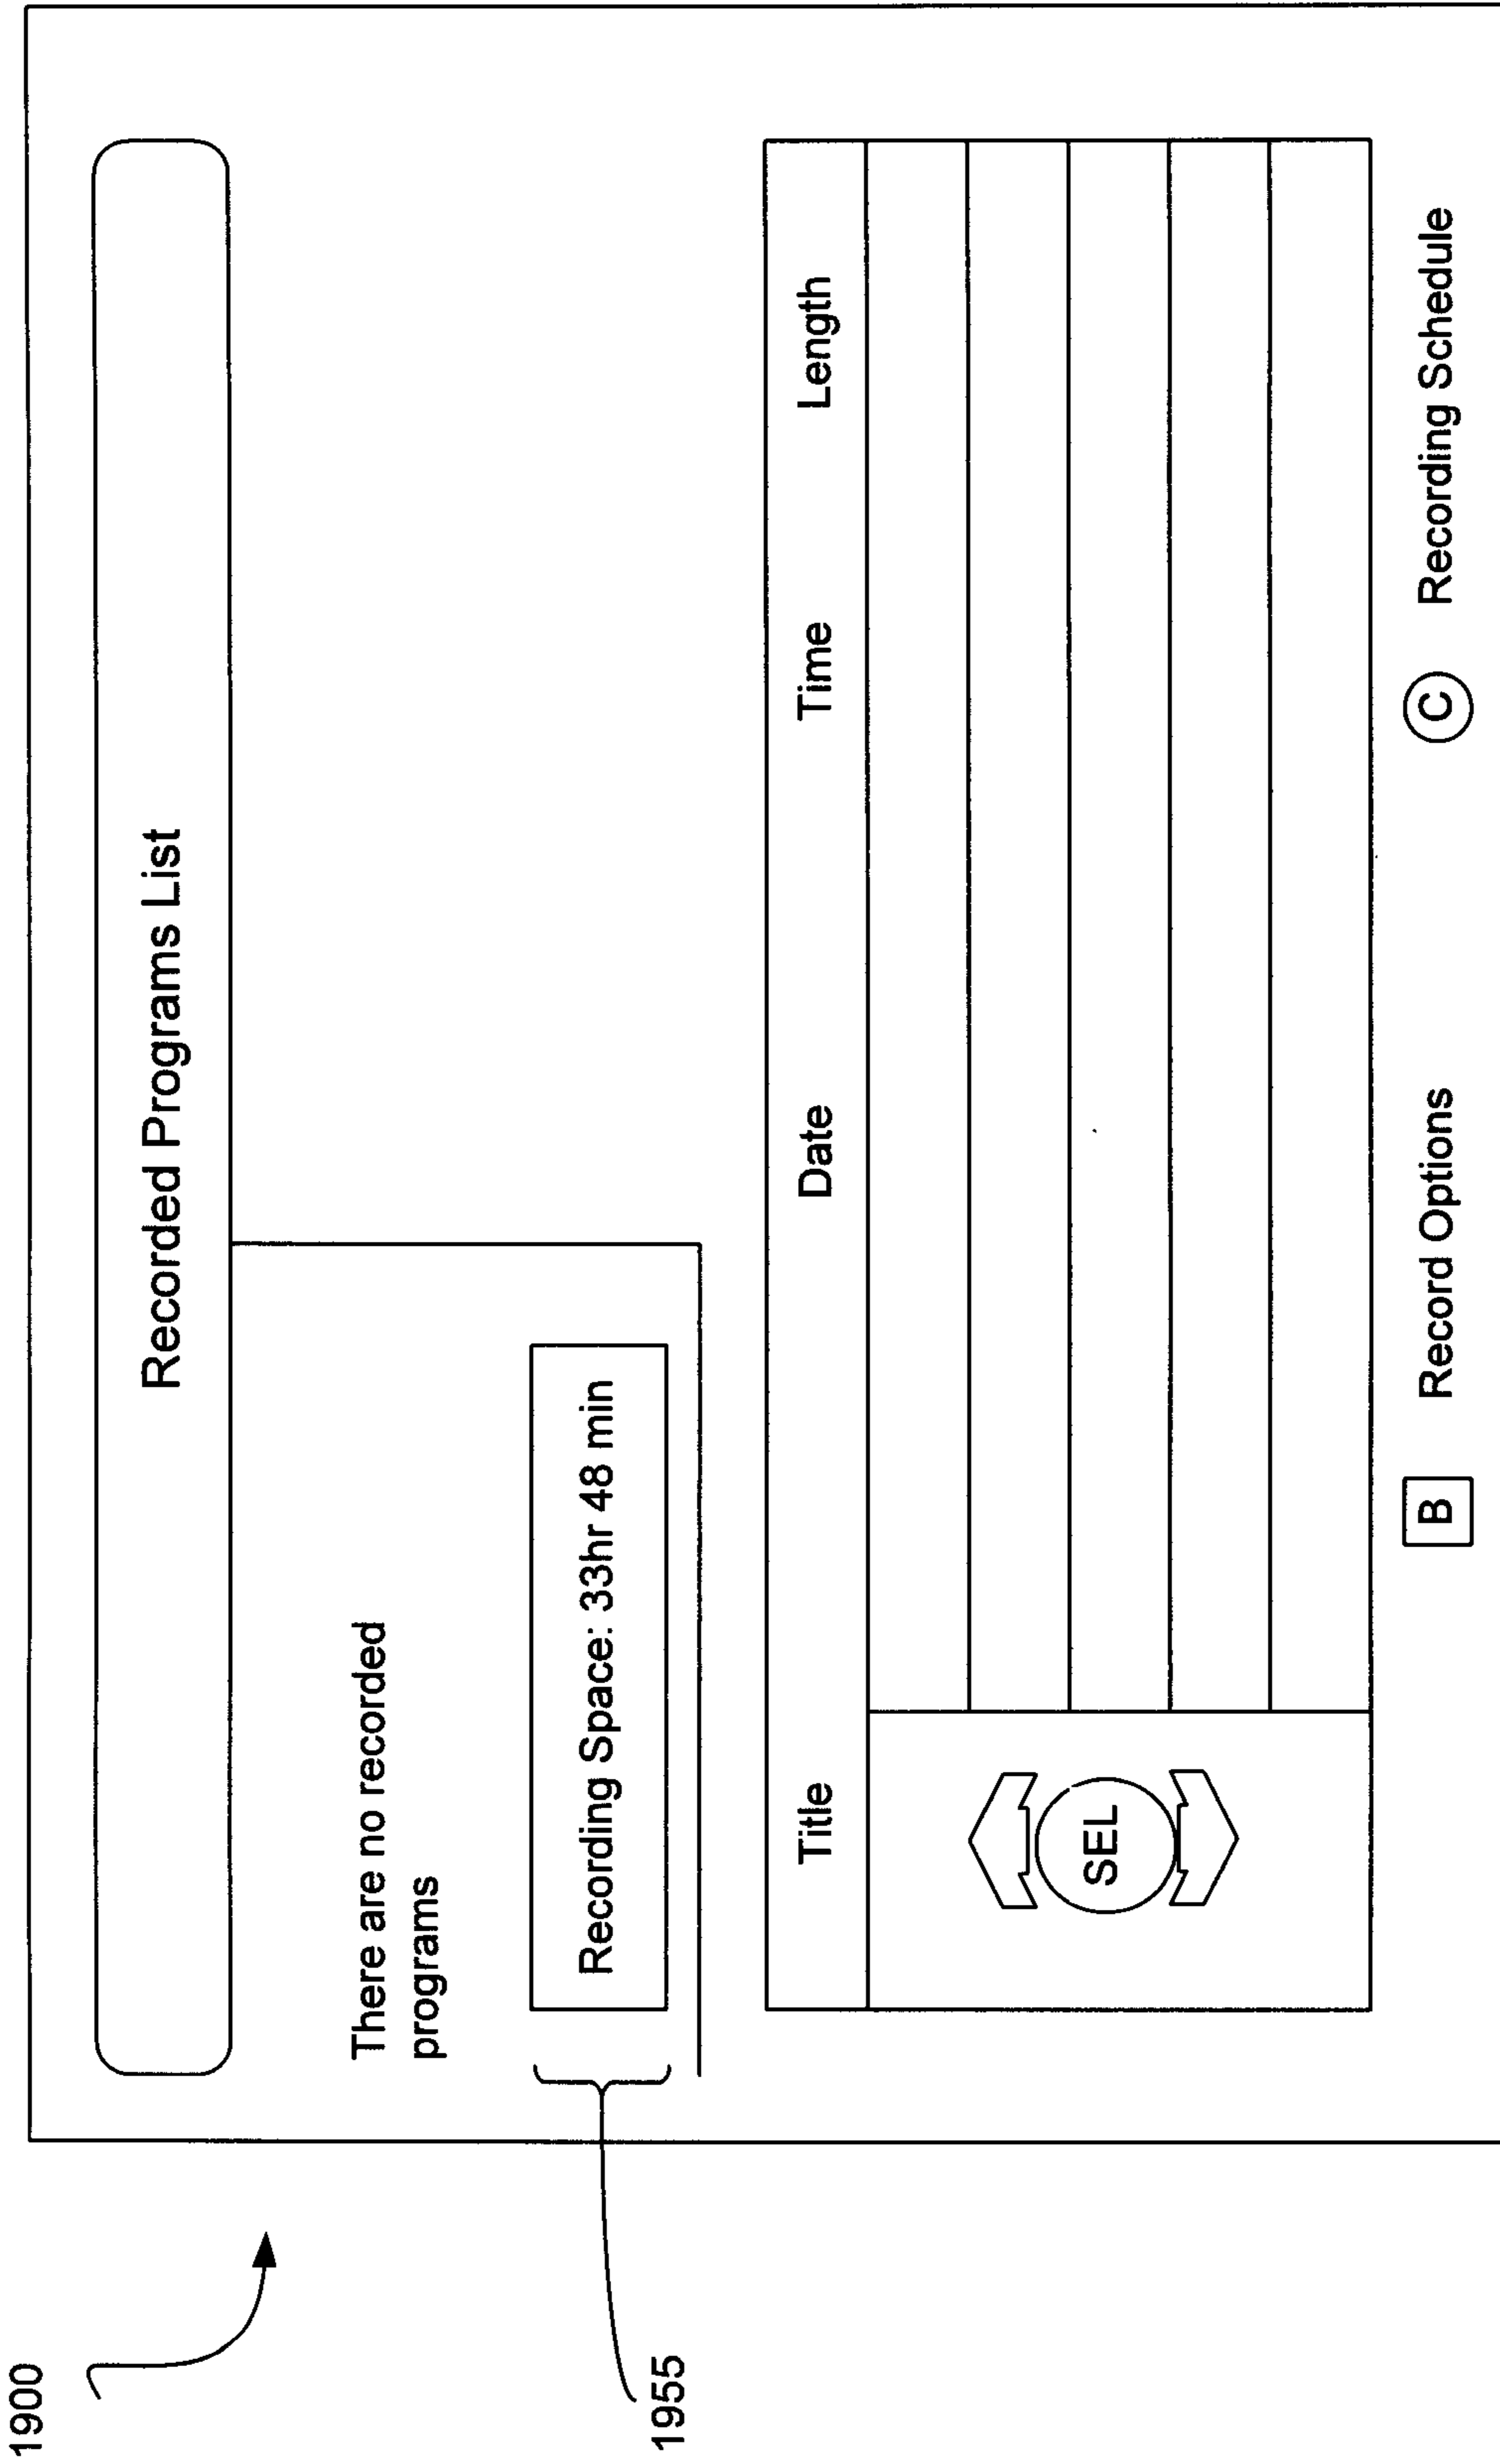 1900
Recorded Programs List
There are no recorded
programs
Recording Space: 33hr 48 min
1955
Title Date Time Length
SEL
B Record Options C Recording Schedule